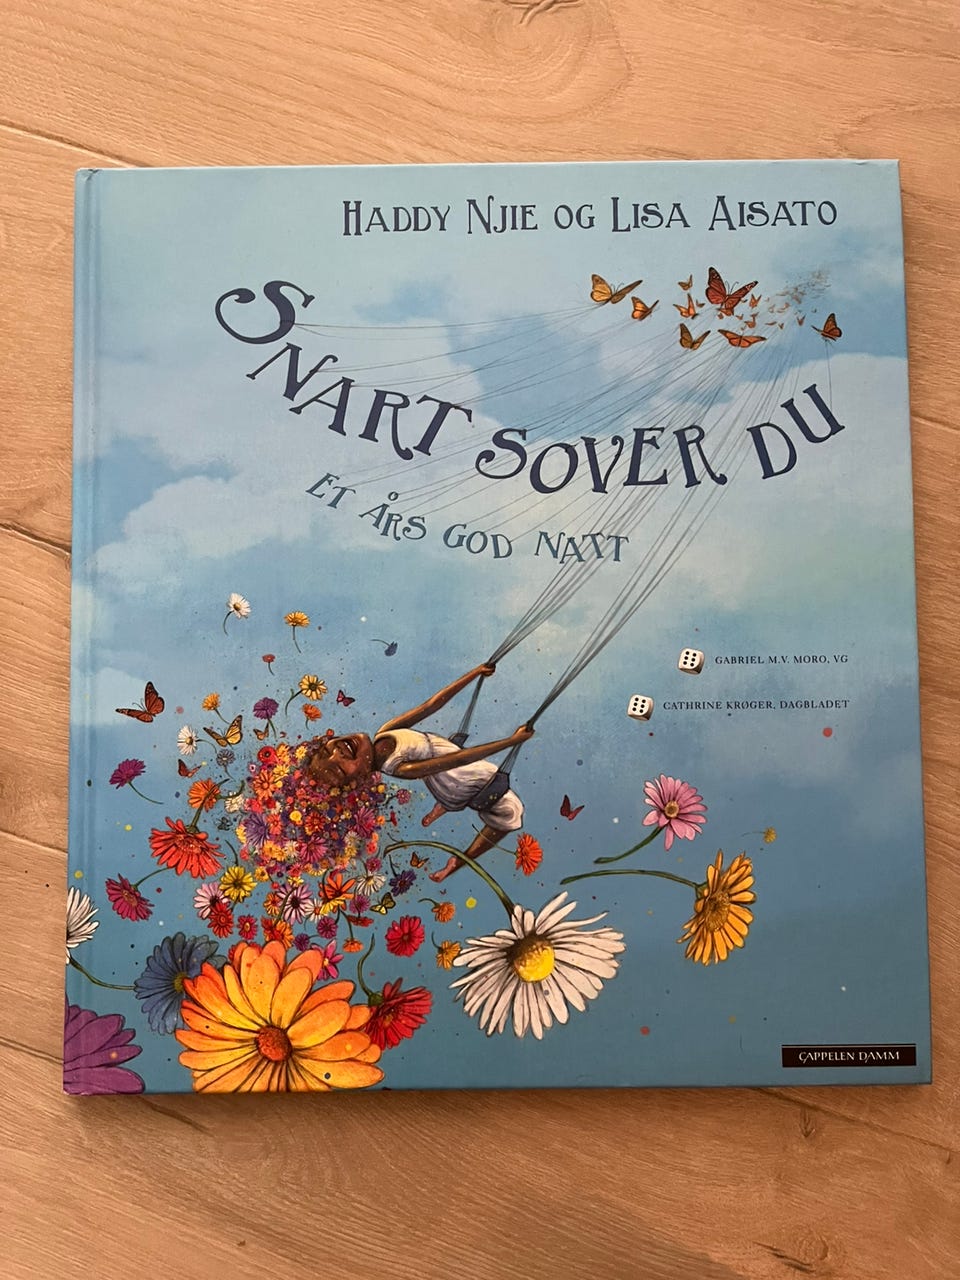 HADDY NJIE OG LISA AISATO
SNART SOVER DU
ET ÅRS GOD NATT
GABRIEL M.V. MORO, VG
CATHRINE KRØGER, DAGBLADET
CAPPELEN DAMM